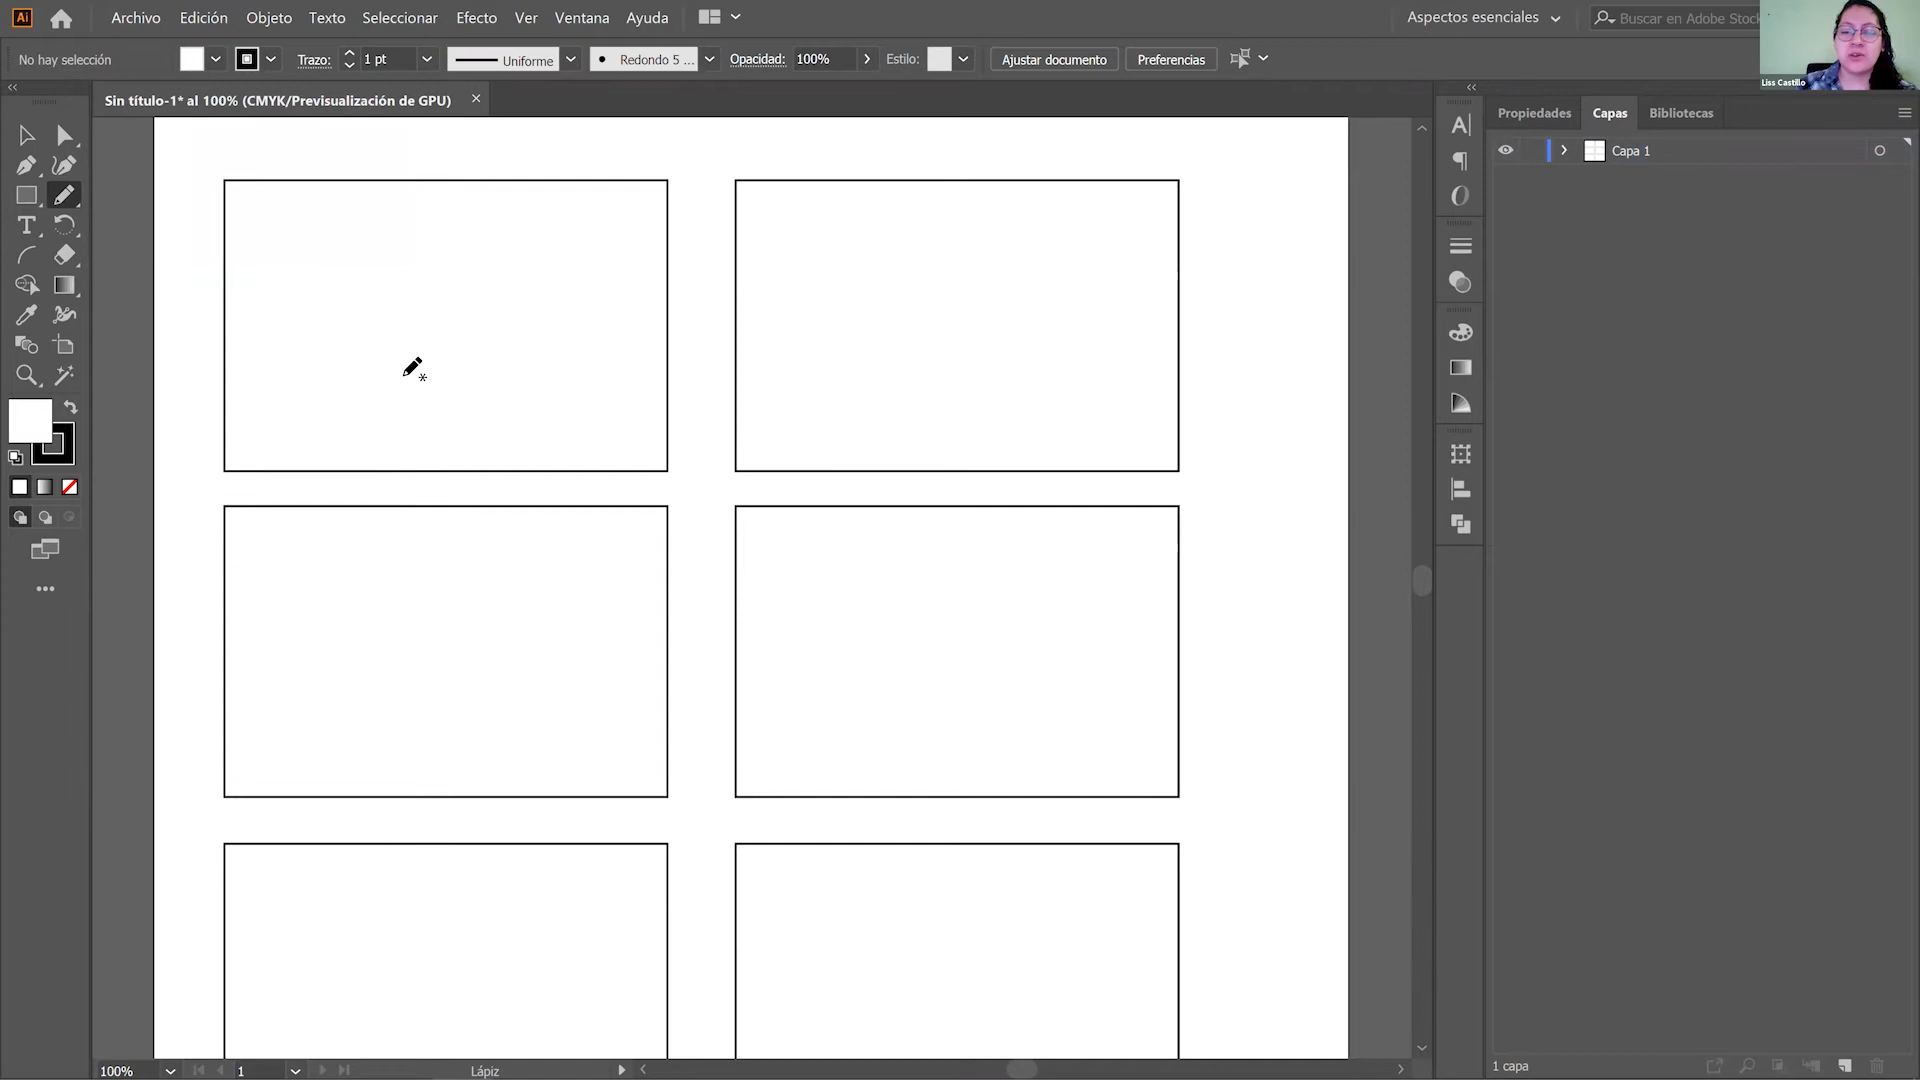 Ai Archivo Edición Objeto Texto Seleccionar Efecto Ver Ventana Ayuda Aspectos esenciales Buscar en Adobe Stock
No hay selección Trazo: 1 pt Uniforme Redondo 5 ... Opacidad: 100% Estilo: Ajustar documento Preferencias
Liss Castillo
Sin título-1* al 100% (CMYK/Previsualización de GPU)
Propiedades Capas Bibliotecas
Capa 1
100% 1 Lápiz
1 capa